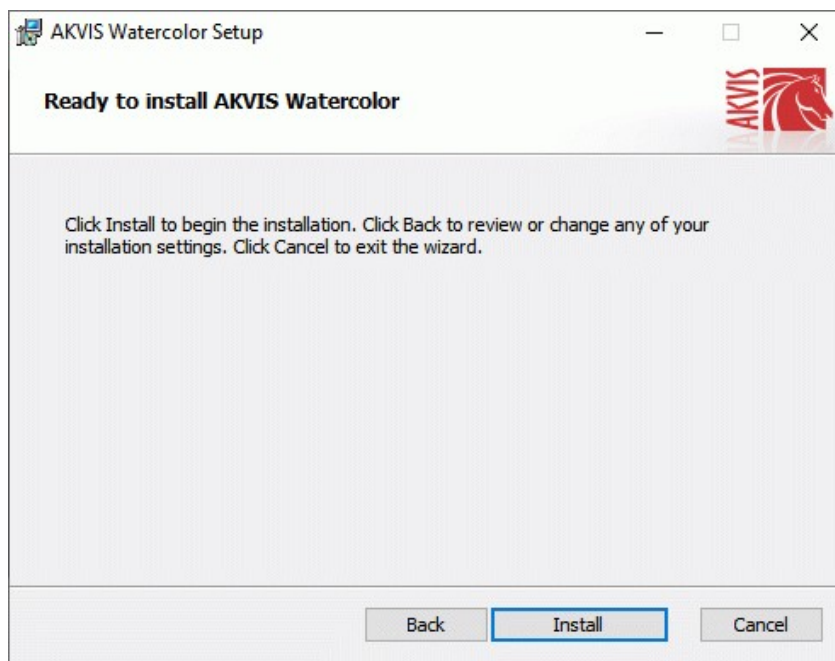 AKVIS Watercolor Setup
Ready to install AKVIS Watercolor
AKVIS
Click Install to begin the installation. Click Back to review or change any of your
installation settings. Click Cancel to exit the wizard.
Back
Install
Cancel